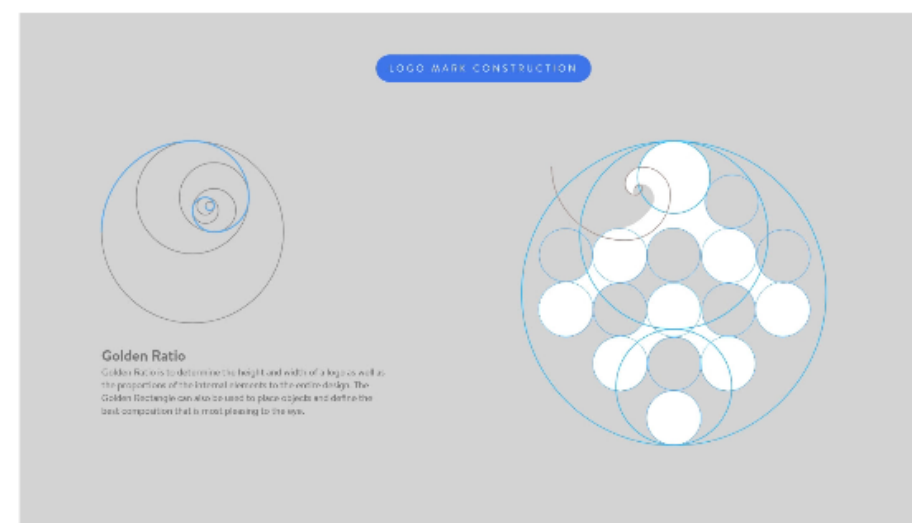 LOGO MARK CONSTRUCTION
Golden Ratio
Golden Ratio is to determine the height and width of a logo as well as
the proportions of the internal elements to the entire design. The
Golden Rectangle can also be used to place objects and define the
best composition that is most pleasing to the eye.